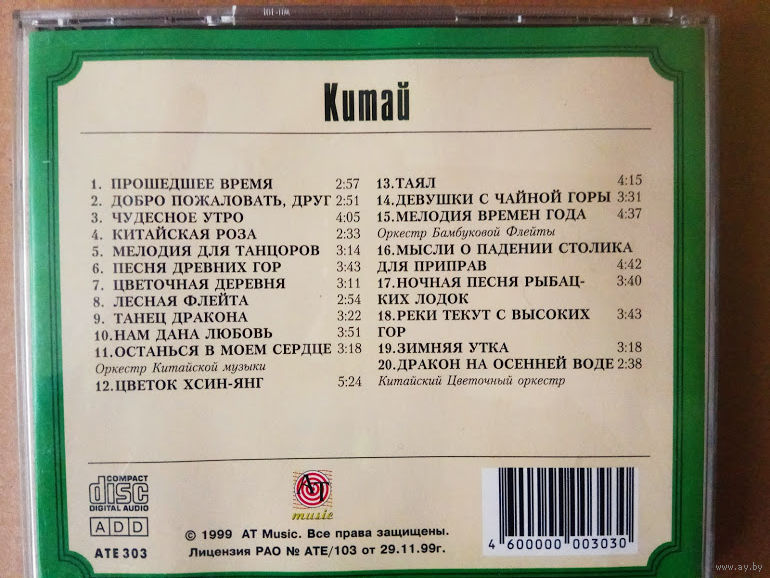 Китай
1. ПРОШЕДШЕЕ ВРЕМЯ 2:57
2. ДОБРО ПОЖАЛОВАТЬ, ДРУГ 2:51
3. ЧУДЕСНОЕ УТРО 4:05
4. КИТАЙСКАЯ РОЗА 2:33
5. МЕЛОДИЯ ДЛЯ ТАНЦОРОВ 3:14
6. ПЕСНЯ ДРЕВНИХ ГОР 3:43
7. ЦВЕТОЧНАЯ ДЕРЕВНЯ 3:11
8. ЛЕСНАЯ ФЛЕЙТА 2:54
9. ТАНЕЦ ДРАКОНА 3:22
10.НАМ ДАНА ЛЮБОВЬ 3:51
11.ОСТАНЬСЯ В МОЕМ СЕРДЦЕ 3:18
Оркестр Китайской музыки
12.ЦВЕТОК ХСИН-ЯНГ 5:24
13.ТАЯЛ 4:15
14.ДЕВУШКИ С ЧАЙНОЙ ГОРЫ 3:31
15.МЕЛОДИЯ ВРЕМЕН ГОДА 4:37
Оркестр Бамбуковой Флейты
16.МЫСЛИ О ПАДЕНИИ СТОЛИКА
ДЛЯ ПРИПРАВ 4:42
17.НОЧНАЯ ПЕСНЯ РЫБАЦ- 3:40
КИХ ЛОДОК
18.РЕКИ ТЕКУТ С ВЫСОКИХ 3:43
ГОР
19.ЗИМНЯЯ УТКА 3:18
20.ДРАКОН НА ОСЕННЕЙ ВОДЕ 2:38
Китайский Цветочный оркестр
COMPACT
disc
DIGITAL AUDIO
ADD
ATE 303
AT
music
© 1999 AT Music. Все права защищены.
Лицензия РАО № АТЕ/103 от 29.11.99г.
4 600000 003030
www.ay.by